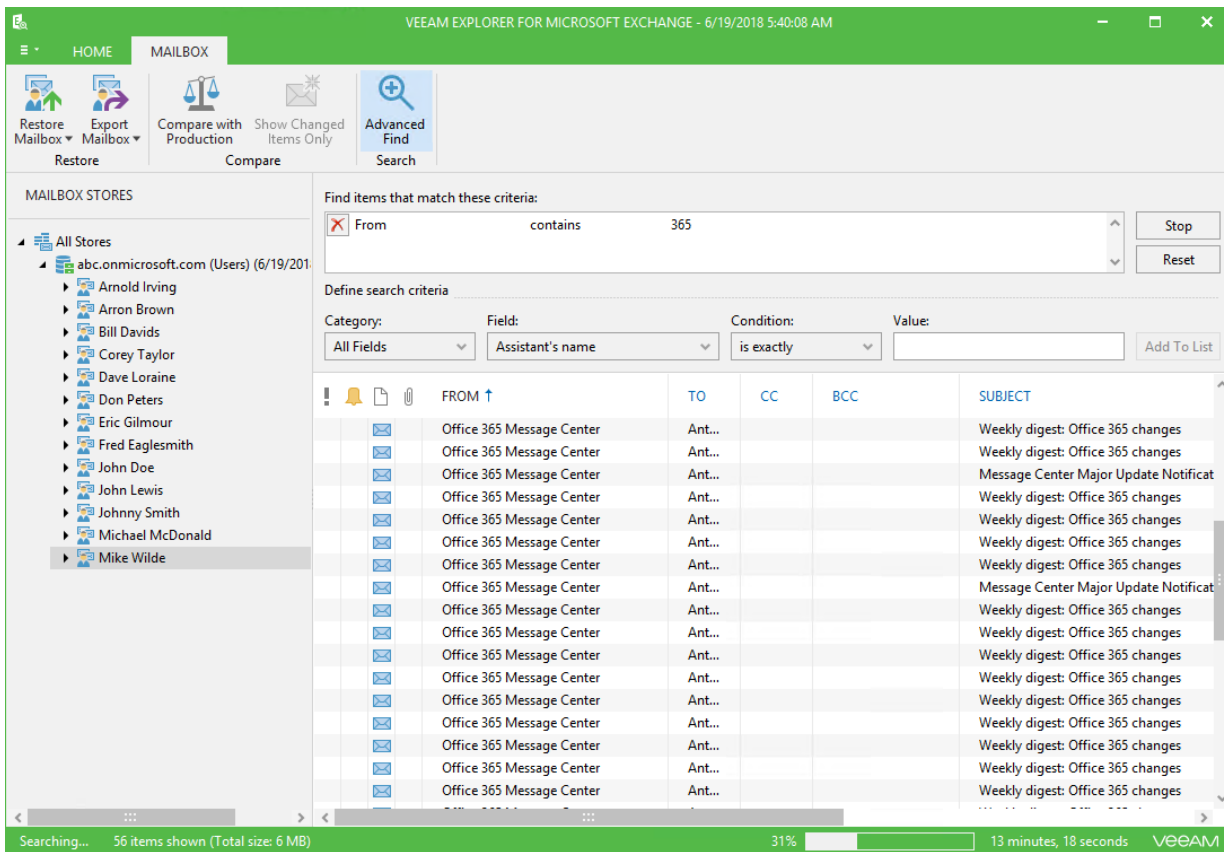 VEEAM EXPLORER FOR MICROSOFT EXCHANGE - 6/19/2018 5:40:08 AM
HOME MAILBOX
Restore Mailbox
Export Mailbox
Compare with Production
Show Changed Items Only
Advanced Find
Restore Compare Search
MAILBOX STORES
All Stores
abc.onmicrosoft.com (Users) (6/19/201
Arnold Irving
Arron Brown
Bill Davids
Corey Taylor
Dave Loraine
Don Peters
Eric Gilmour
Fred Eaglesmith
John Doe
John Lewis
Johnny Smith
Michael McDonald
Mike Wilde
Find items that match these criteria:
From contains 365
Stop
Reset
Define search criteria
Category: Field: Condition: Value:
All Fields Assistant's name is exactly Add To List
FROM TO CC BCC SUBJECT
Office 365 Message Center Ant... Weekly digest: Office 365 changes
Office 365 Message Center Ant... Weekly digest: Office 365 changes
Office 365 Message Center Ant... Message Center Major Update Notificat
Office 365 Message Center Ant... Weekly digest: Office 365 changes
Office 365 Message Center Ant... Weekly digest: Office 365 changes
Office 365 Message Center Ant... Weekly digest: Office 365 changes
Office 365 Message Center Ant... Weekly digest: Office 365 changes
Office 365 Message Center Ant... Message Center Major Update Notificat
Office 365 Message Center Ant... Weekly digest: Office 365 changes
Office 365 Message Center Ant... Weekly digest: Office 365 changes
Office 365 Message Center Ant... Weekly digest: Office 365 changes
Office 365 Message Center Ant... Weekly digest: Office 365 changes
Office 365 Message Center Ant... Weekly digest: Office 365 changes
Office 365 Message Center Ant... Weekly digest: Office 365 changes
Office 365 Message Center Ant... Weekly digest: Office 365 changes
Office 365 Message Center Ant... Weekly digest: Office 365 changes
Office 365 Message Center Ant... Weekly digest: Office 365 changes
Searching... 56 items shown (Total size: 6 MB) 31% 13 minutes, 18 seconds veeAM